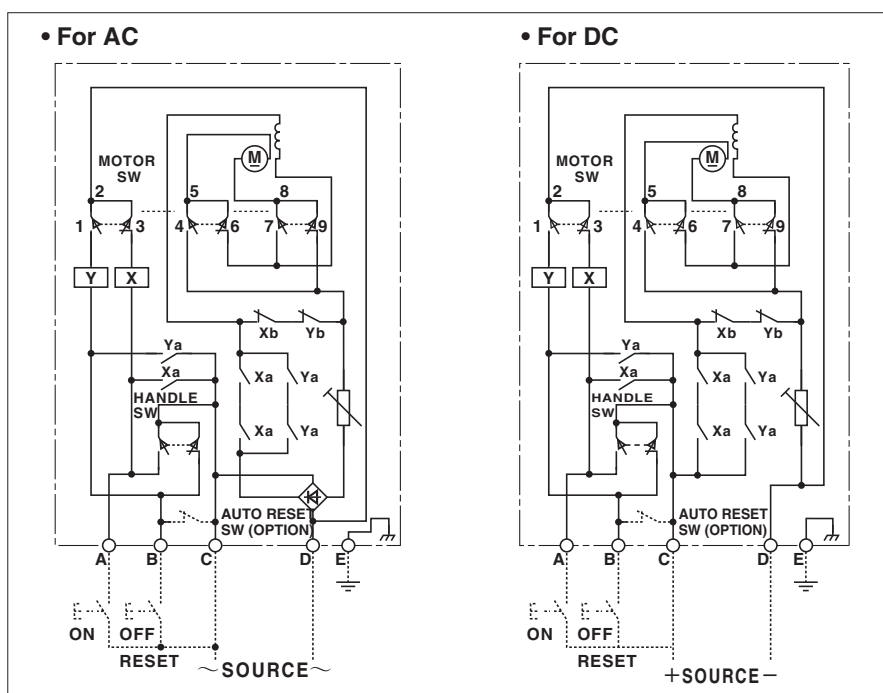 • For AC
MOTOR
SW
2
5
8
M
1
3
4
6
7
9
Y
X
Xb
Yb
Ya
Xa
HANDLE
SW
Xa
Ya
Xa
Ya
AUTO RESET
SW (OPTION)
A
B
C
D
E
ON
OFF
RESET
~SOURCE~
• For DC
MOTOR
SW
2
5
8
M
1
3
4
6
7
9
Y
X
Xb
Yb
Ya
Xa
HANDLE
SW
Xa
Ya
Xa
Ya
AUTO RESET
SW (OPTION)
A
B
C
D
E
ON
OFF
RESET
+SOURCE−